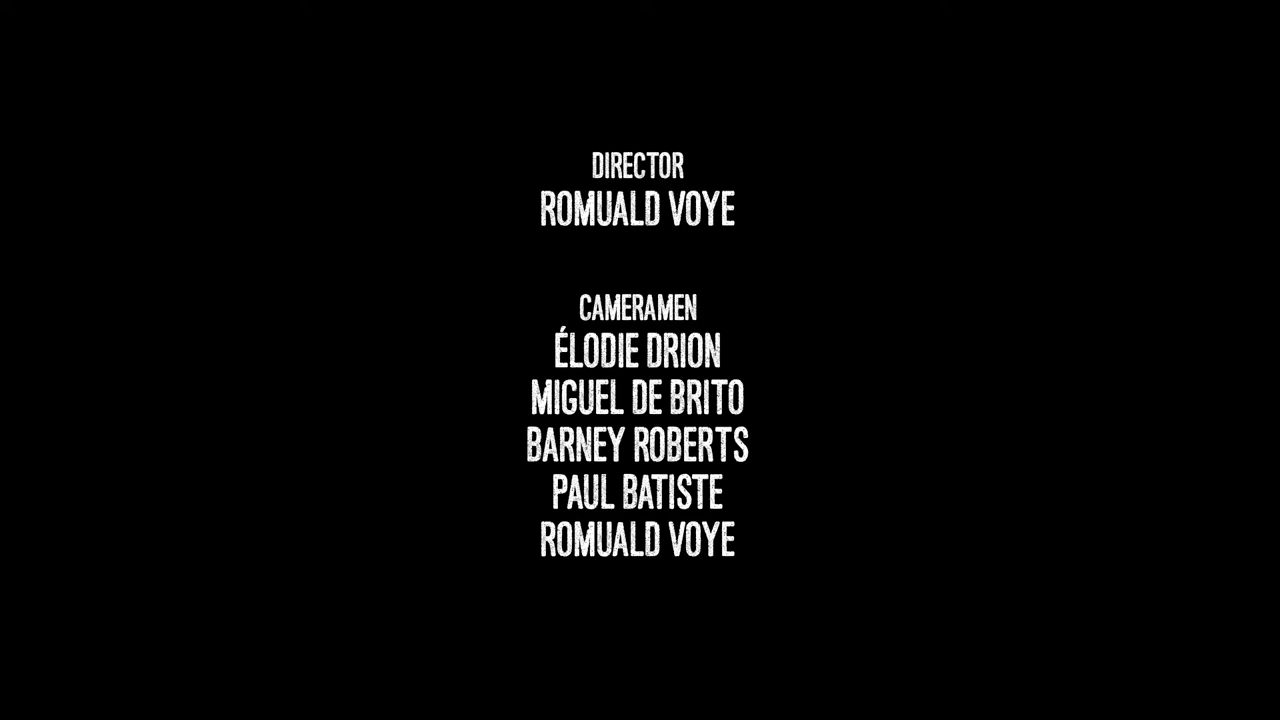 DIRECTOR
ROMUALD VOYE
CAMERAMEN
ÉLODIE DRION
MIGUEL DE BRITO
BARNEY ROBERTS
PAUL BATISTE
ROMUALD VOYE